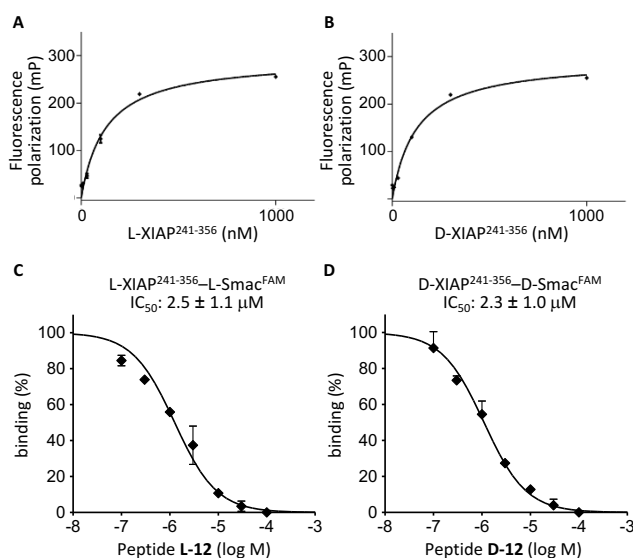 A
Fluorescence
polarization (mP)
300
200
100
0
1000
L-XIAP²⁴¹⁻³⁵⁶ (nM)
B
Fluorescence
polarization (mP)
300
200
100
0
1000
D-XIAP²⁴¹⁻³⁵⁶ (nM)
C
L-XIAP²⁴¹⁻³⁵⁶–L-Smacᶠᴬᴹ
IC₅₀: 2.5 ± 1.1 μM
binding (%)
100
80
60
40
20
0
-8 -7 -6 -5 -4 -3
Peptide L-12 (log M)
D
D-XIAP²⁴¹⁻³⁵⁶–D-Smacᶠᴬᴹ
IC₅₀: 2.3 ± 1.0 μM
binding (%)
100
80
60
40
20
0
-8 -7 -6 -5 -4 -3
Peptide D-12 (log M)